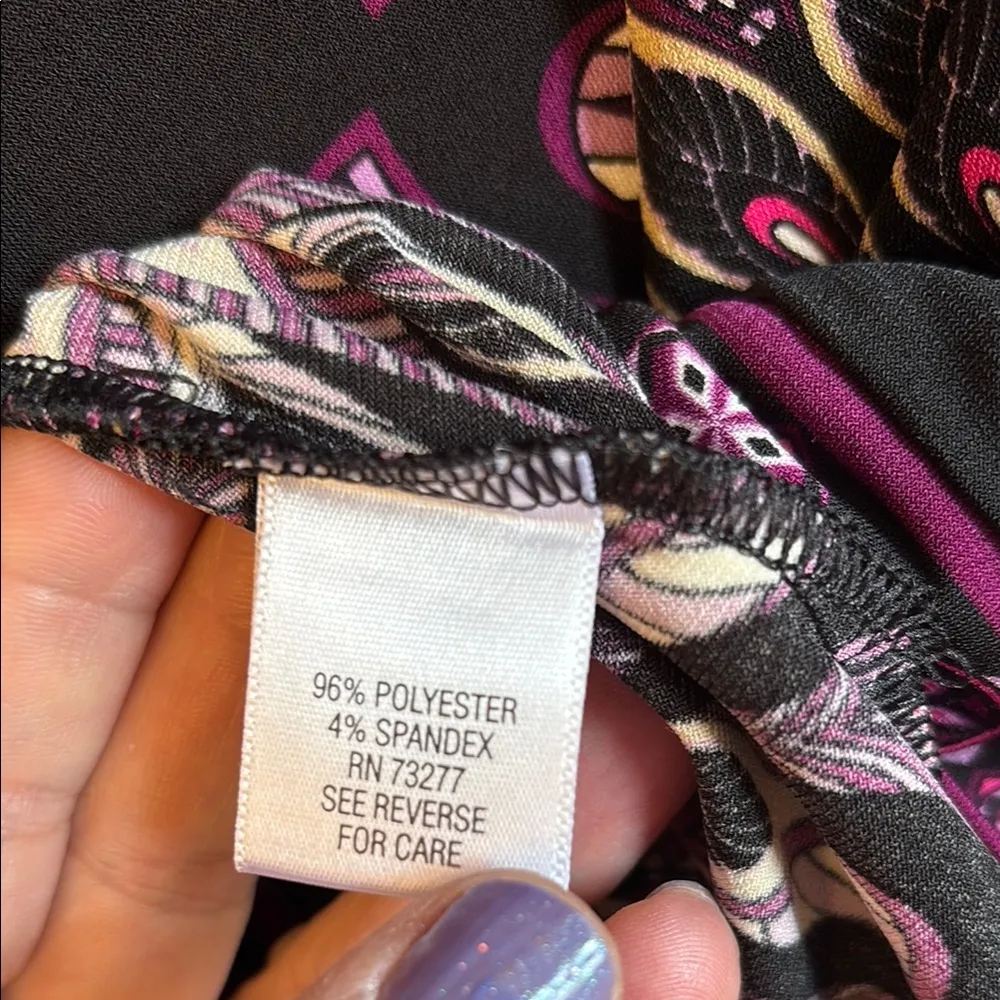 96% POLYESTER
4% SPANDEX
RN 73277
SEE REVERSE
FOR CARE